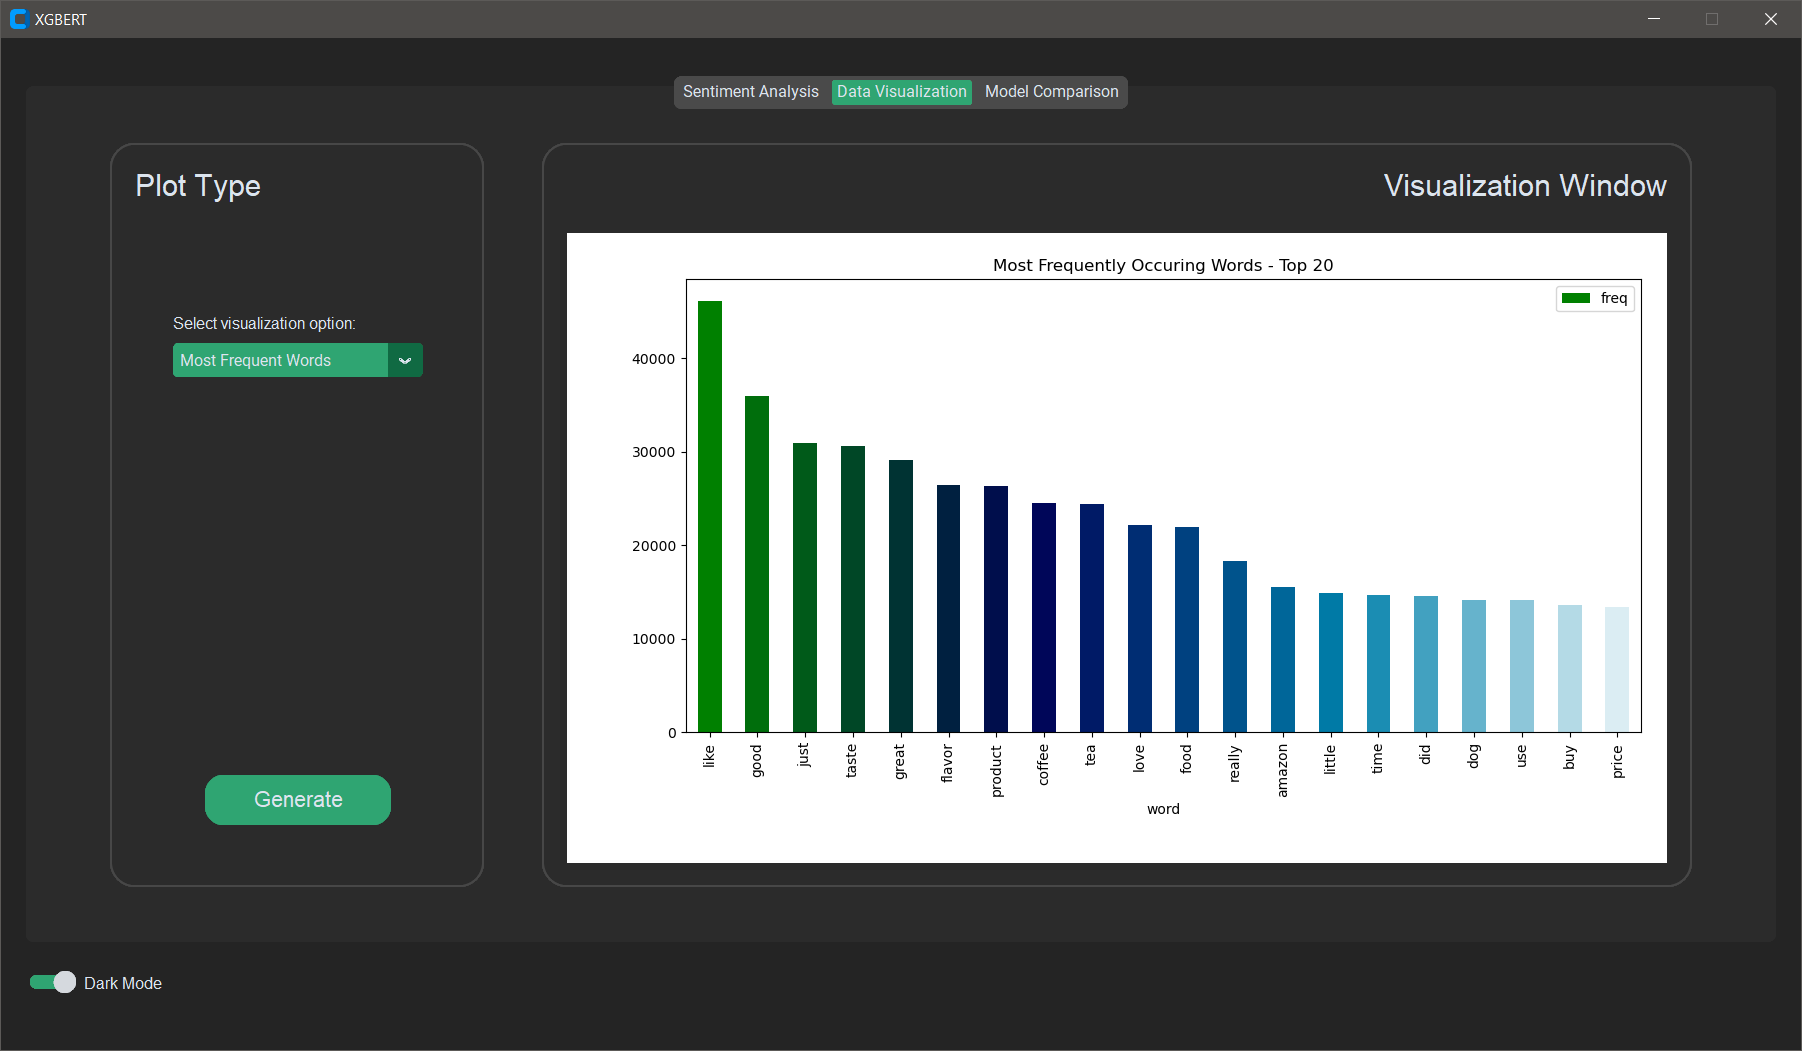 XGBERT
Sentiment Analysis Data Visualization Model Comparison
Plot Type
Select visualization option:
Most Frequent Words
Generate
Visualization Window
Most Frequently Occuring Words - Top 20
freq
40000
30000
20000
10000
0
like good just taste great flavor product coffee tea love food really amazon little time did dog use buy price
word
Dark Mode